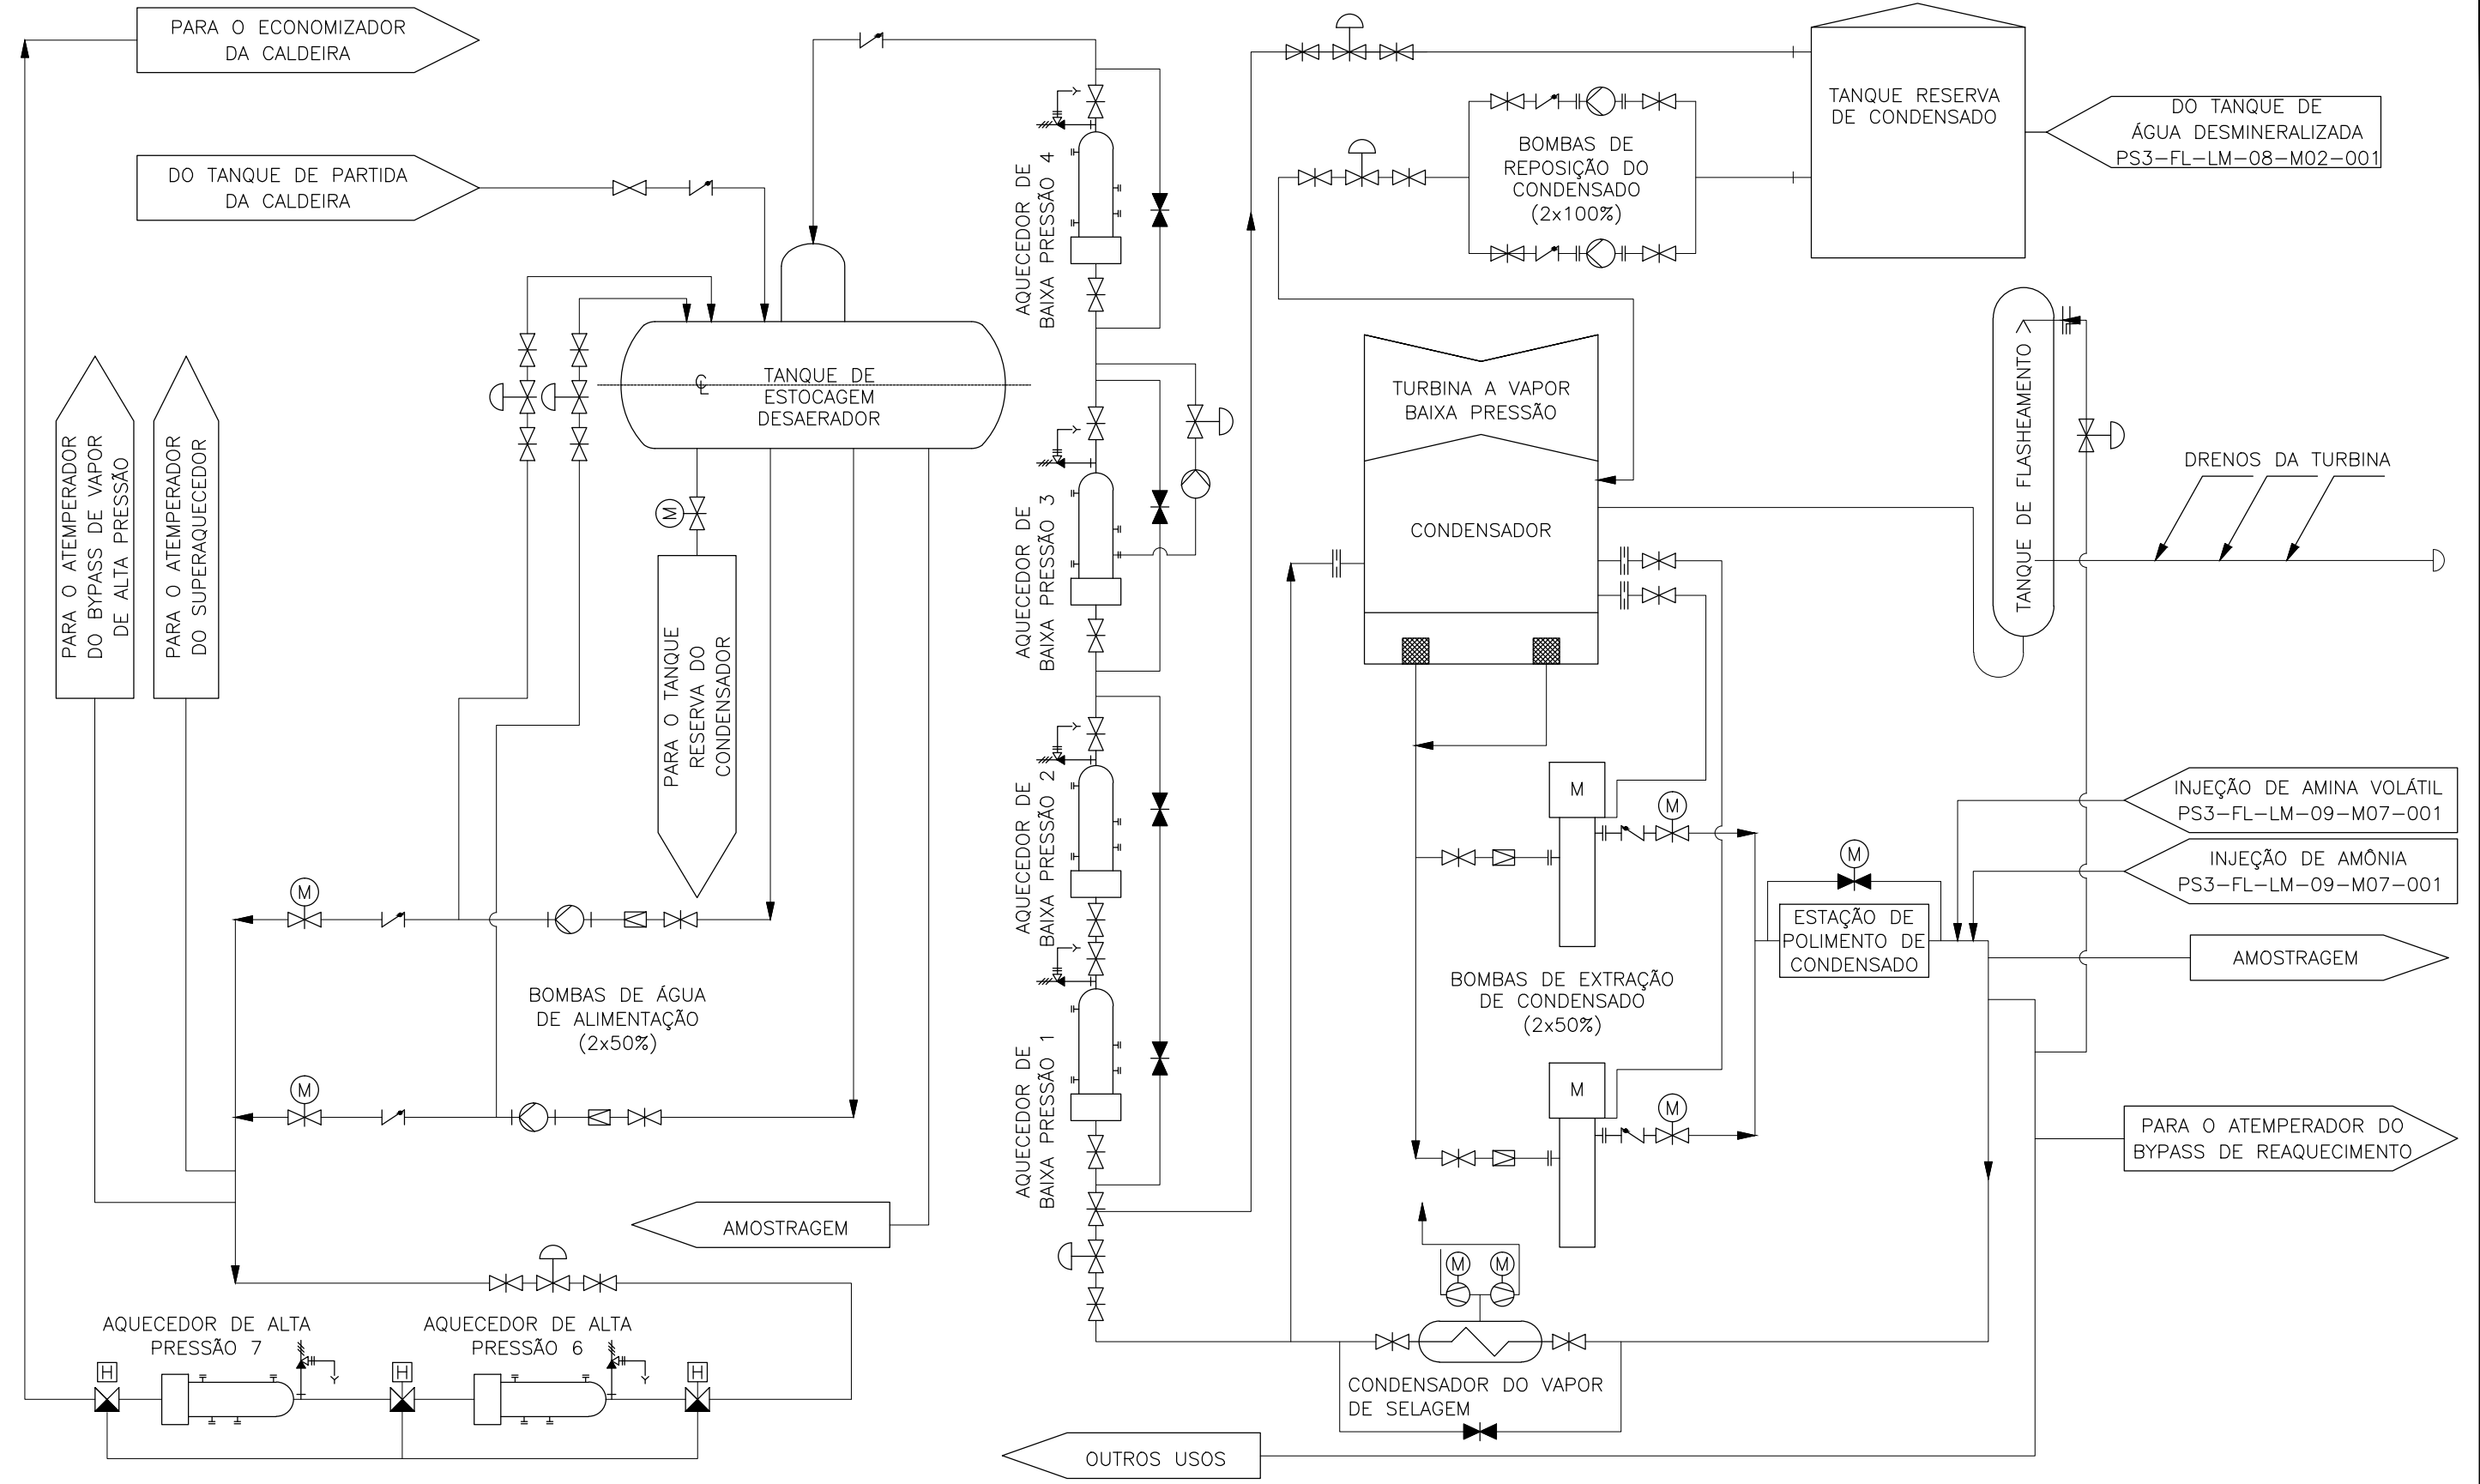 PARA O ECONOMIZADOR
DA CALDEIRA
DO TANQUE DE PARTIDA
DA CALDEIRA
TANQUE DE
ESTOCAGEM
DESAERADOR
℄
PARA O ATEMPERADOR
DO BYPASS DE VAPOR
DE ALTA PRESSÃO
PARA O ATEMPERADOR
DO SUPERAQUECEDOR
M
PARA O TANQUE
RESERVA DO
CONDENSADOR
M
BOMBAS DE ÁGUA
DE ALIMENTAÇÃO
(2x50%)
M
AMOSTRAGEM
AQUECEDOR DE ALTA
PRESSÃO 7
AQUECEDOR DE ALTA
PRESSÃO 6
H
H
H
AQUECEDOR DE
BAIXA PRESSÃO 4
AQUECEDOR DE
BAIXA PRESSÃO 3
AQUECEDOR DE
BAIXA PRESSÃO 2
AQUECEDOR DE
BAIXA PRESSÃO 1
TANQUE RESERVA
DE CONDENSADO
DO TANQUE DE
ÁGUA DESMINERALIZADA
PS3-FL-LM-08-M02-001
BOMBAS DE
REPOSIÇÃO DO
CONDENSADO
(2x100%)
TURBINA A VAPOR
BAIXA PRESSÃO
CONDENSADOR
TANQUE DE FLASHEAMENTO
DRENOS DA TURBINA
M
M
BOMBAS DE EXTRAÇÃO
DE CONDENSADO
(2x50%)
M
M
M
ESTAÇÃO DE
POLIMENTO DE
CONDENSADO
INJEÇÃO DE AMINA VOLÁTIL
PS3-FL-LM-09-M07-001
INJEÇÃO DE AMÔNIA
PS3-FL-LM-09-M07-001
AMOSTRAGEM
PARA O ATEMPERADOR DO
BYPASS DE REAQUECIMENTO
M
M
CONDENSADOR DO VAPOR
DE SELAGEM
OUTROS USOS